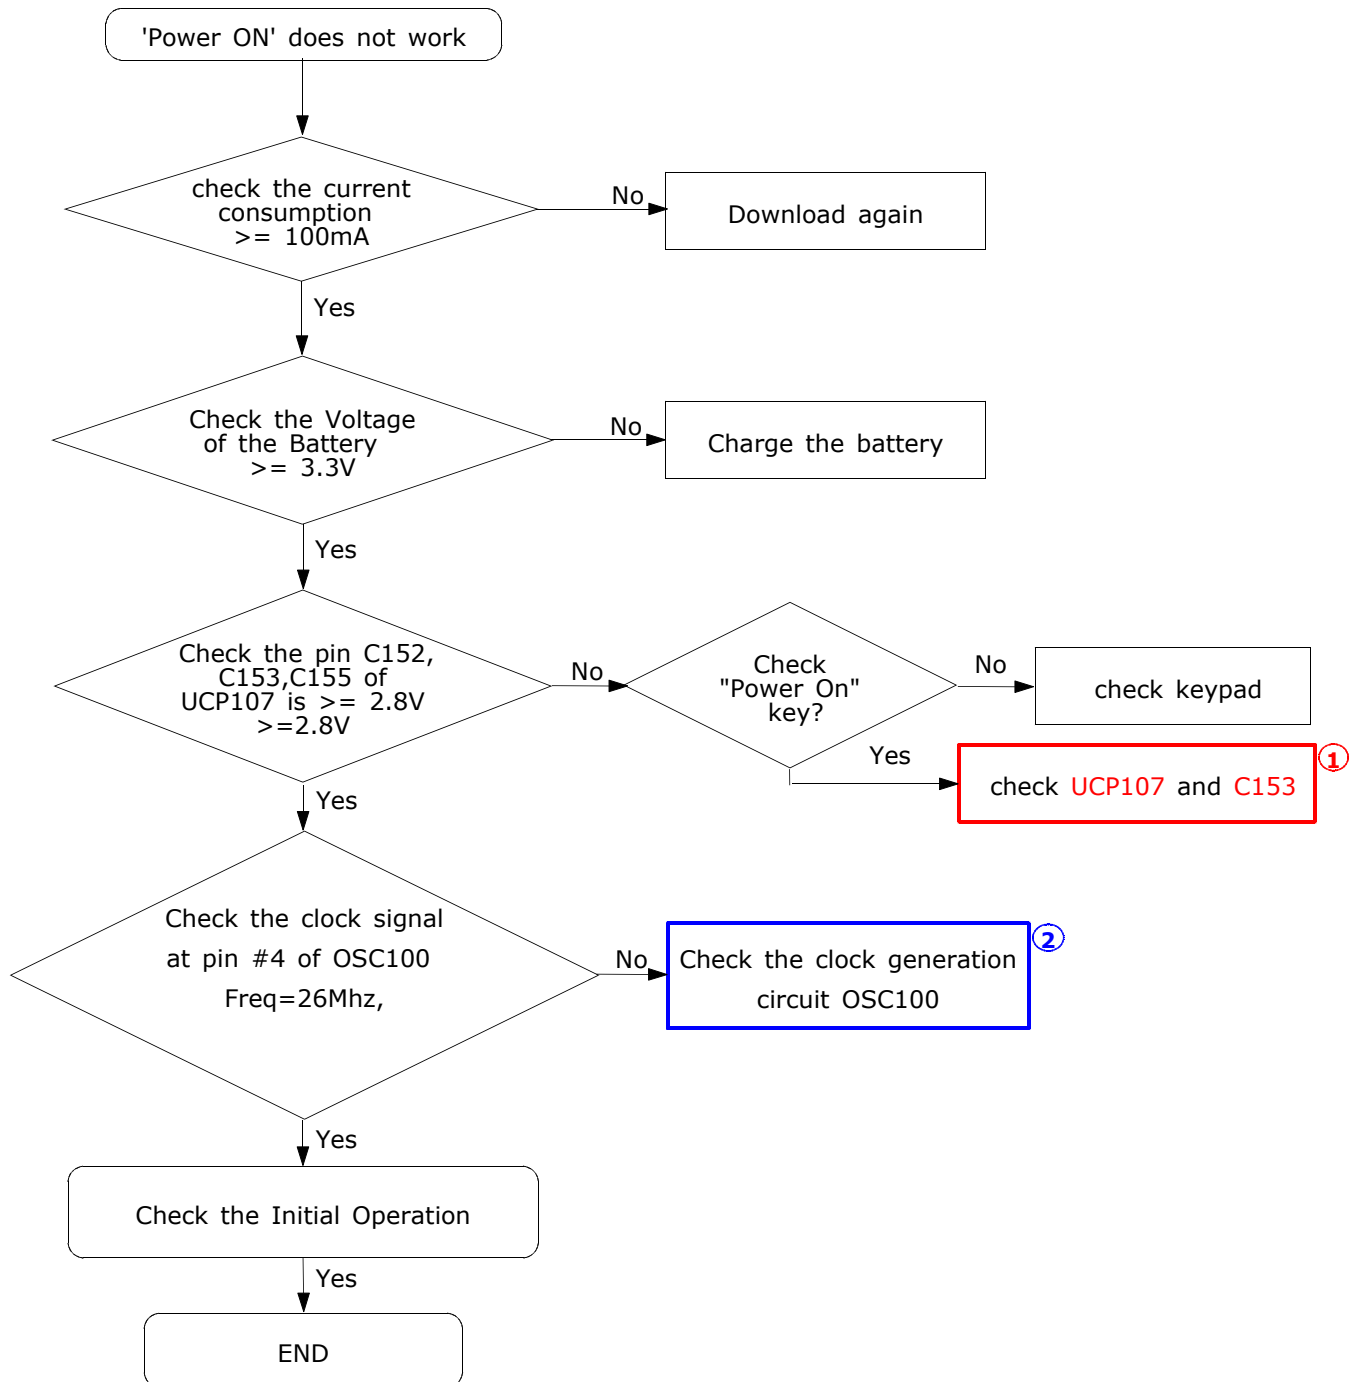 'Power ON' does not work
check the current
consumption
>= 100mA
No
Download again
Yes
Check the Voltage
of the Battery
>= 3.3V
No
Charge the battery
Yes
Check the pin C152,
C153,C155 of
UCP107 is >= 2.8V
>=2.8V
No
Check
"Power On"
key?
No
check keypad
Yes
check UCP107 and C153
1
Yes
Check the clock signal
at pin #4 of OSC100
Freq=26Mhz,
No
Check the clock generation
circuit OSC100
2
Yes
Check the Initial Operation
Yes
END